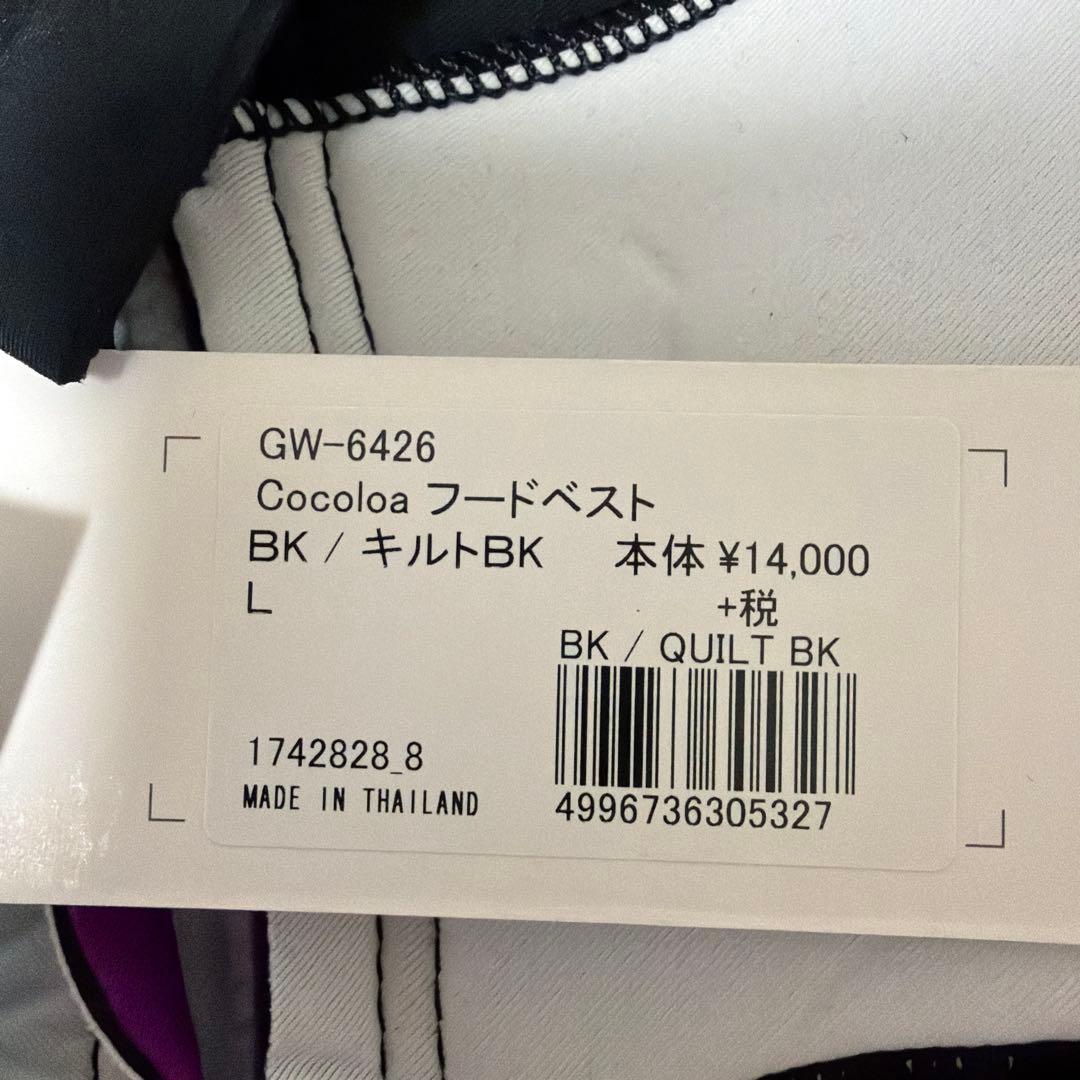 GW-6426
Cocoloa フードベスト
BK / キルトBK 本体 ¥14,000
L +税
BK / QUILT BK
1742828_8
MADE IN THAILAND
4996736305327